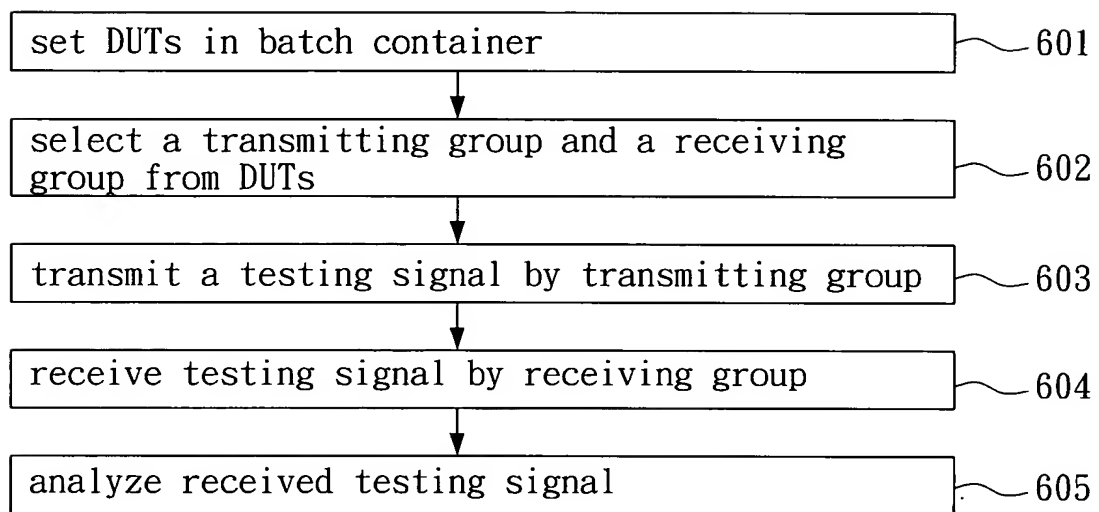 set DUTs in batch container
601
select a transmitting group and a receiving
group from DUTs
602
transmit a testing signal by transmitting group
603
receive testing signal by receiving group
604
analyze received testing signal
605